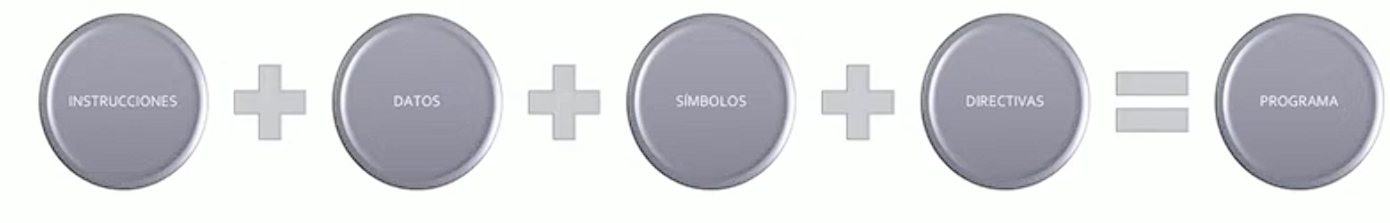 INSTRUCCIONES + DATOS + SÍMBOLOS + DIRECTIVAS = PROGRAMA